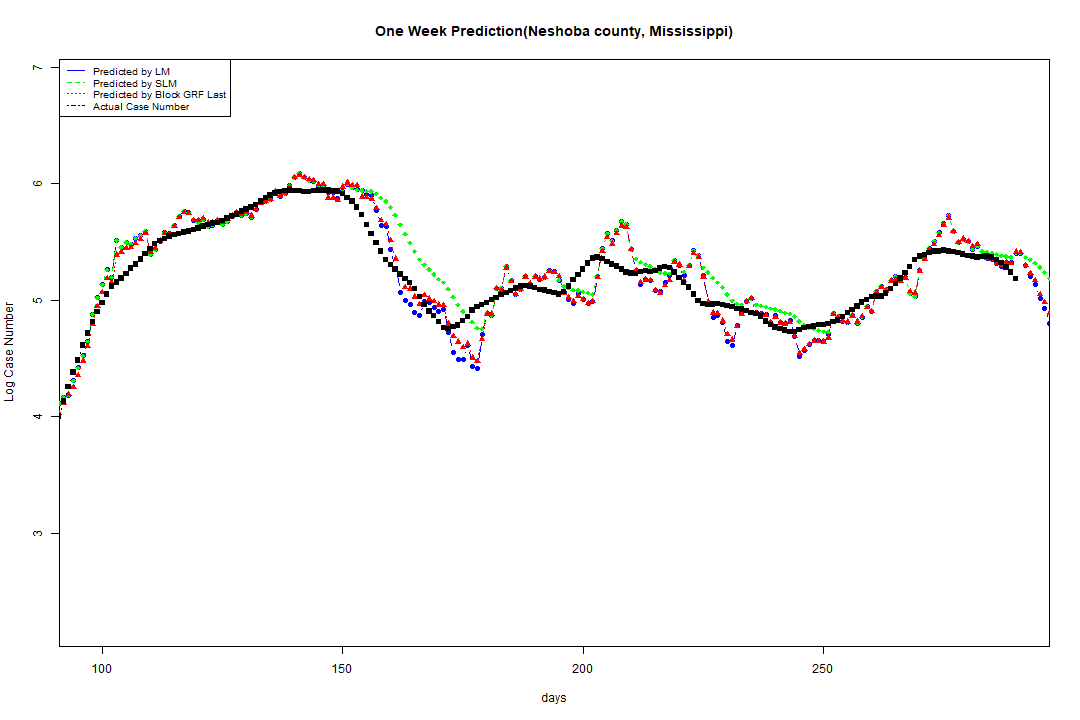 One Week Prediction(Neshoba county, Mississippi)
Predicted by LM
Predicted by SLM
Predicted by Block GRF Last
Actual Case Number
7
6
5
4
3
Log Case Number
100
150
200
250
days